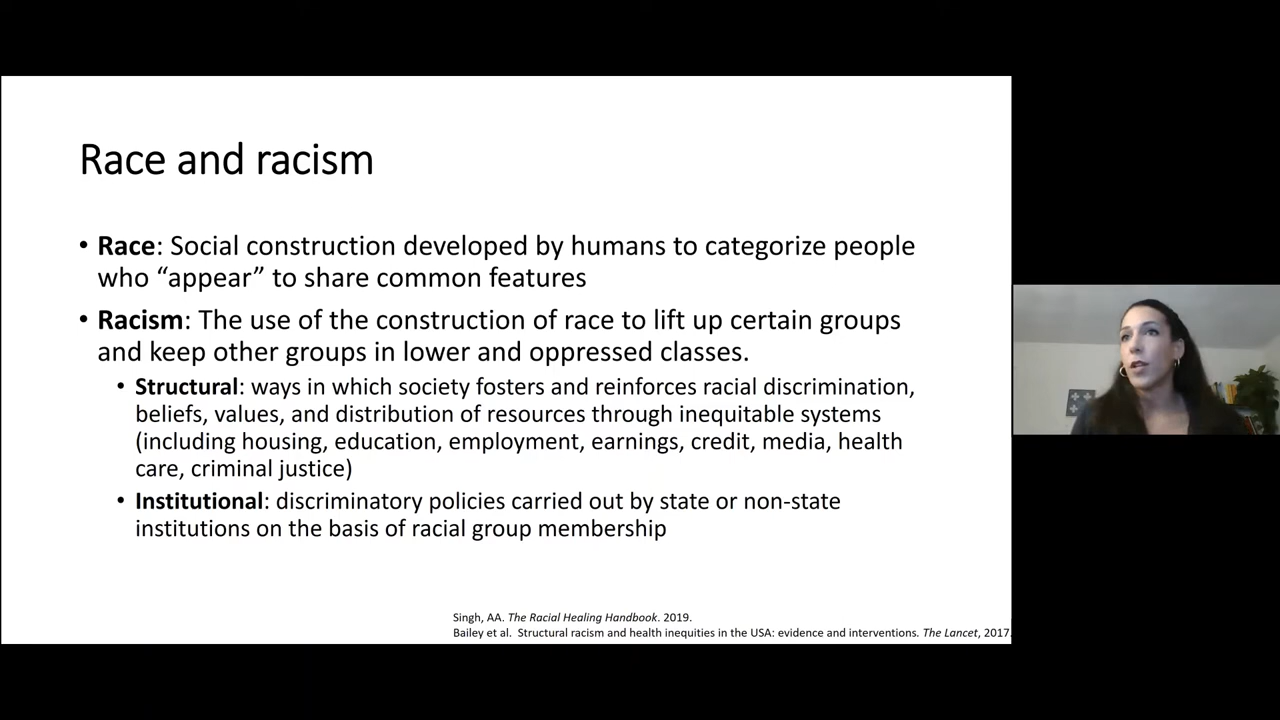 Race and racism
• Race: Social construction developed by humans to categorize people
who “appear” to share common features
• Racism: The use of the construction of race to lift up certain groups
and keep other groups in lower and oppressed classes.
• Structural: ways in which society fosters and reinforces racial discrimination,
beliefs, values, and distribution of resources through inequitable systems
(including housing, education, employment, earnings, credit, media, health
care, criminal justice)
• Institutional: discriminatory policies carried out by state or non-state
institutions on the basis of racial group membership
Singh, AA. The Racial Healing Handbook. 2019.
Bailey et al. Structural racism and health inequities in the USA: evidence and interventions. The Lancet, 2017.